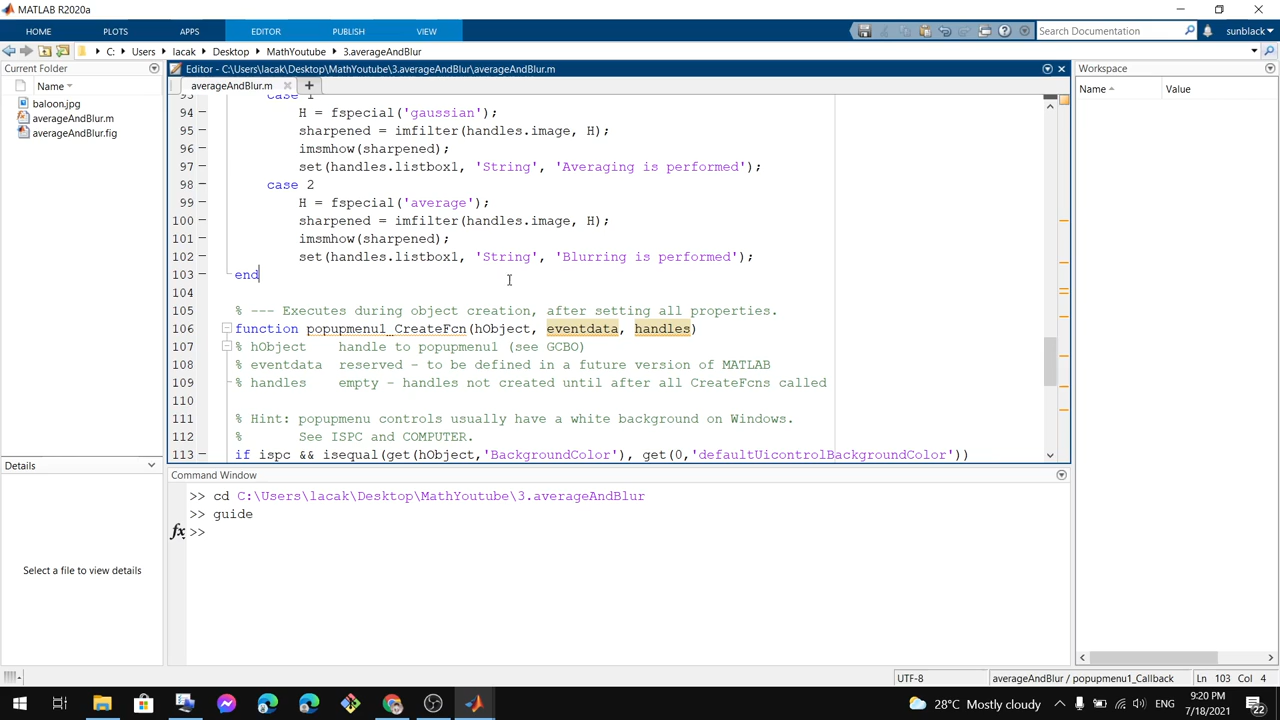 MATLAB R2020a
HOME PLOTS APPS EDITOR PUBLISH VIEW Search Documentation sunblack
C: Users lacak Desktop MathYoutube 3.averageAndBlur
Current Folder
Name
baloon.jpg
averageAndBlur.m
averageAndBlur.fig
Details
Select a file to view details
Editor - C:\Users\lacak\Desktop\MathYoutube\3.averageAndBlur\averageAndBlur.m
averageAndBlur.m
93 case 1
94 H = fspecial('gaussian');
95 sharpened = imfilter(handles.image, H);
96 imsmhow(sharpened);
97 set(handles.listbox1, 'String', 'Averaging is performed');
98 case 2
99 H = fspecial('average');
100 sharpened = imfilter(handles.image, H);
101 imsmhow(sharpened);
102 set(handles.listbox1, 'String', 'Blurring is performed');
103 end
104
105 % --- Executes during object creation, after setting all properties.
106 function popupmenu1_CreateFcn(hObject, eventdata, handles)
107 % hObject    handle to popupmenu1 (see GCBO)
108 % eventdata  reserved - to be defined in a future version of MATLAB
109 % handles    empty - handles not created until after all CreateFcns called
110
111 % Hint: popupmenu controls usually have a white background on Windows.
112 %       See ISPC and COMPUTER.
113 if ispc && isequal(get(hObject,'BackgroundColor'), get(0,'defaultUicontrolBackgroundColor'))
Command Window
>> cd C:\Users\lacak\Desktop\MathYoutube\3.averageAndBlur
>> guide
fx >>
Workspace
Name Value
UTF-8 averageAndBlur / popupmenu1_Callback Ln 103 Col 4
28°C Mostly cloudy 9:20 PM
7/18/2021 22